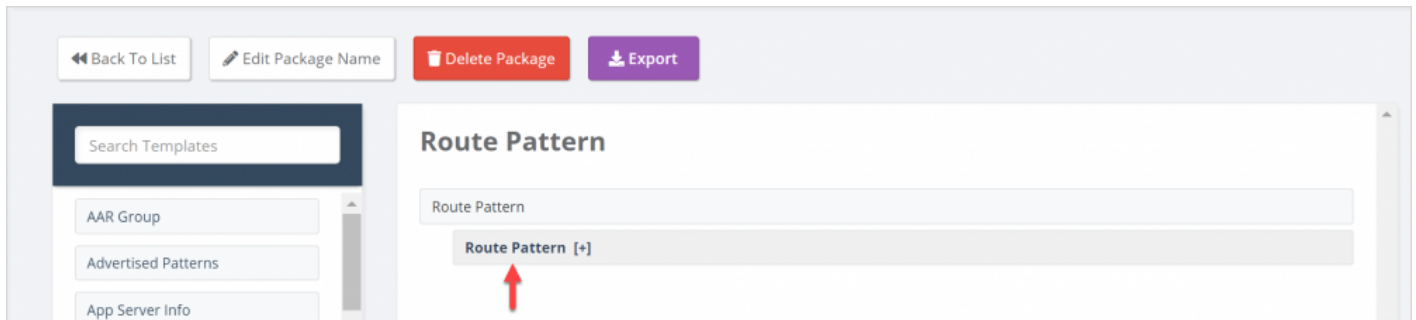 Back To List
Edit Package Name
Delete Package
Export
Search Templates
AAR Group
Advertised Patterns
App Server Info
Route Pattern
Route Pattern
Route Pattern [+]